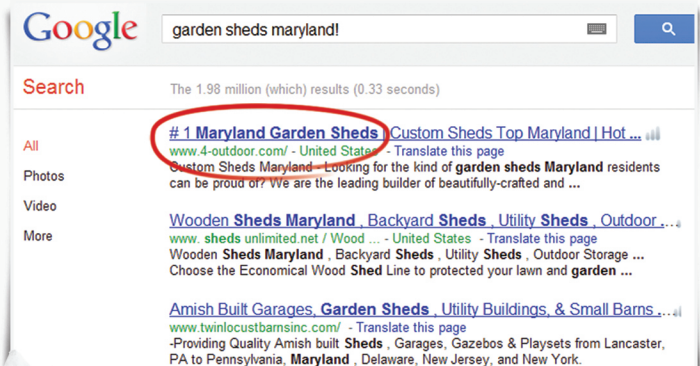 Google
garden sheds maryland!
Search
The 1.98 million (which) results (0.33 seconds)
All
Photos
Video
More
# 1 Maryland Garden Sheds | Custom Sheds Top Maryland | Hot ...
www.4-outdoor.com/ - United States - Translate this page
Custom Sheds Maryland - Looking for the kind of garden sheds Maryland residents
can be proud of? We are the leading builder of beautifully-crafted and ...
Wooden Sheds Maryland , Backyard Sheds , Utility Sheds , Outdoor ...
www. sheds unlimited.net / Wood ... - United States - Translate this page
Wooden Sheds Maryland , Backyard Sheds , Utility Sheds , Outdoor Storage ...
Choose the Economical Wood Shed Line to protected your lawn and garden ...
Amish Built Garages, Garden Sheds , Utility Buildings, & Small Barns ...
www.twinlocustbarnsinc.com/ - Translate this page
-Providing Quality Amish built Sheds , Garages, Gazebos & Playsets from Lancaster,
PA to Pennsylvania, Maryland , Delaware, New Jersey, and New York.